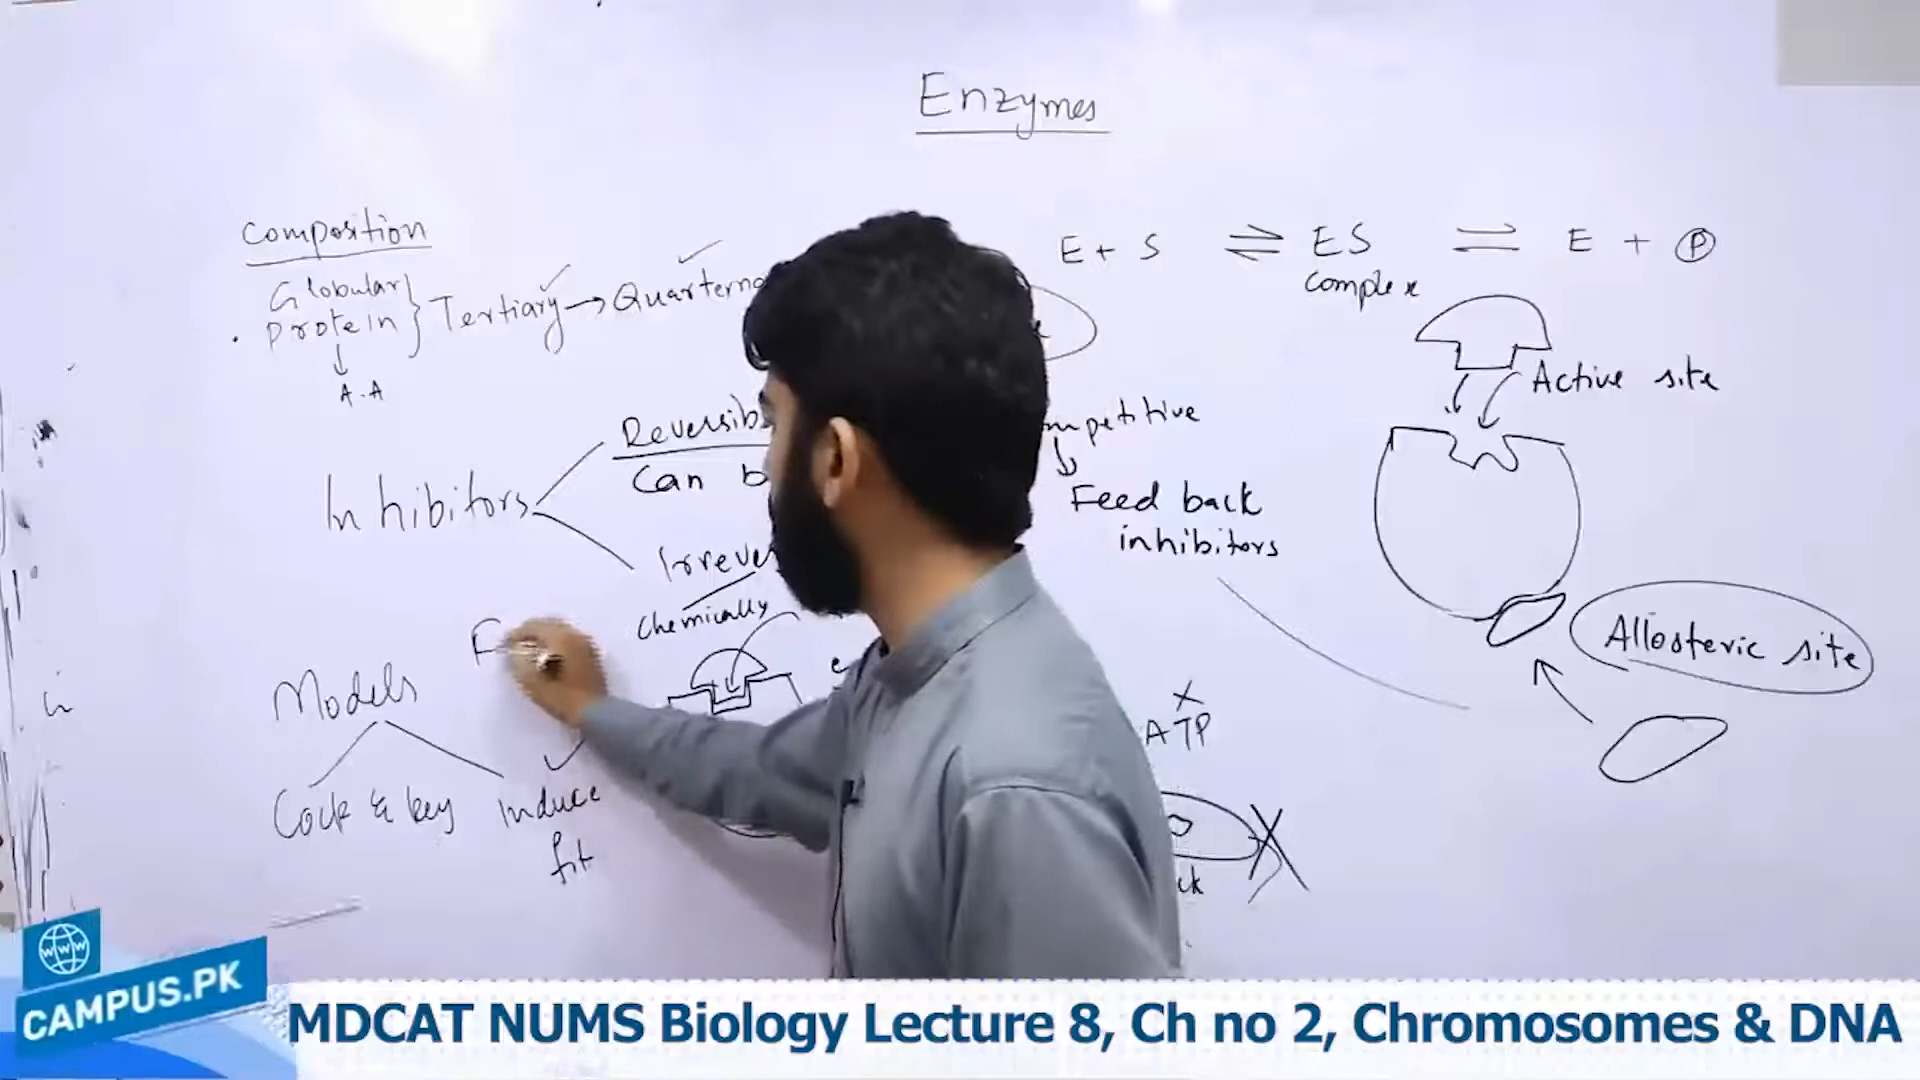 Enzymes
Composition
Globular
Protein } Tertiary → Quarterna
A.A
E + S ⇌ ES ⇌ E + P
Complex
Active site
Inhibitors
Reversib
Can b
Irrever
Chemically
mpetitive
Feed back
inhibitors
Allosteric site
Models
Lock & key
Induce
fit
ATP
X
ck
WWW
CAMPUS.PK
MDCAT NUMS Biology Lecture 8, Ch no 2, Chromosomes & DNA